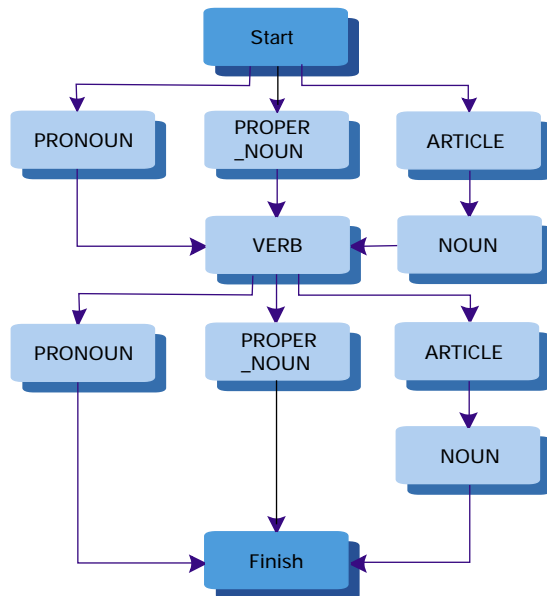 Start
PRONOUN
PROPER
_NOUN
ARTICLE
VERB
NOUN
PRONOUN
PROPER
_NOUN
ARTICLE
NOUN
Finish